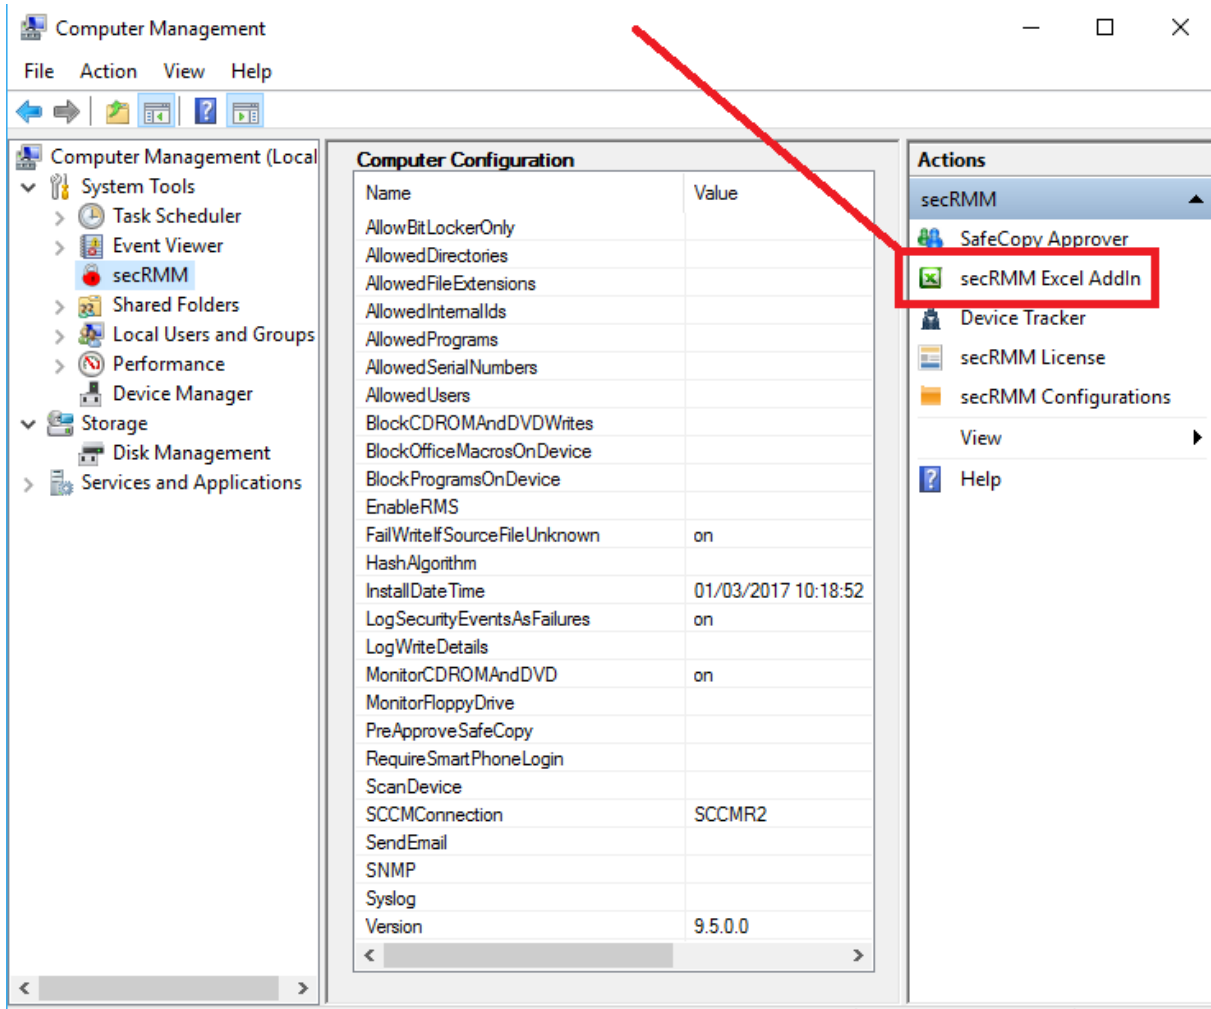 Computer Management
File Action View Help
Computer Management (Local
System Tools
Task Scheduler
Event Viewer
secRMM
Shared Folders
Local Users and Groups
Performance
Device Manager
Storage
Disk Management
Services and Applications
Computer Configuration
Name Value
AllowBitLockerOnly
AllowedDirectories
AllowedFileExtensions
AllowedInternalIds
AllowedPrograms
AllowedSerialNumbers
AllowedUsers
BlockCDROMAndDVDWrites
BlockOfficeMacrosOnDevice
BlockProgramsOnDevice
EnableRMS
FailWriteIfSourceFileUnknown on
HashAlgorithm
InstallDateTime 01/03/2017 10:18:52
LogSecurityEventsAsFailures on
LogWriteDetails
MonitorCDROMAndDVD on
MonitorFloppyDrive
PreApproveSafeCopy
RequireSmartPhoneLogin
ScanDevice
SCCMConnection SCCMR2
SendEmail
SNMP
Syslog
Version 9.5.0.0
Actions
secRMM
SafeCopy Approver
secRMM Excel AddIn
Device Tracker
secRMM License
secRMM Configurations
View
Help